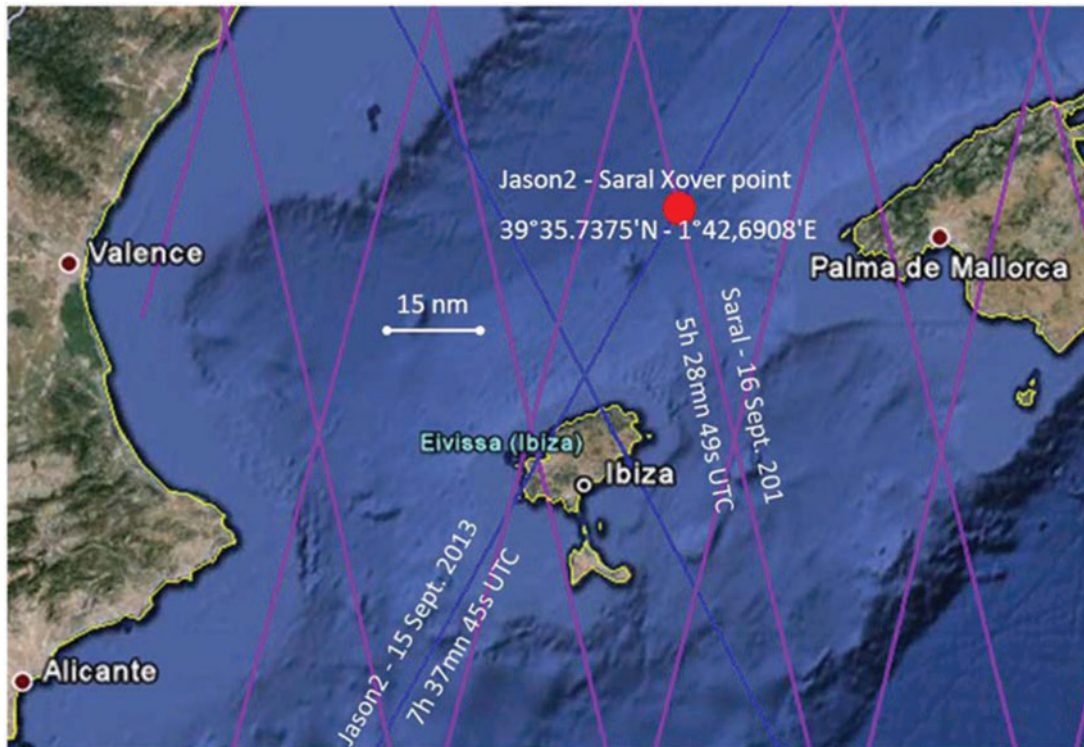 Jason2 - Saral Xover point
39°35.7375'N - 1°42,6908'E
Valence
Palma de Mallorca
15 nm
Saral - 16 Sept. 201
5h 28mn 49s UTC
Eivissa (Ibiza)
Ibiza
Jason2 - 15 Sept. 2013
7h 37mn 45s UTC
Alicante